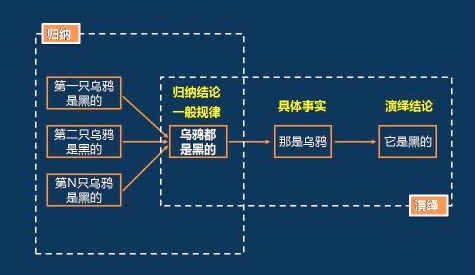 归纳
第一只乌鸦
是黑的
第二只乌鸦
是黑的
第N只乌鸦
是黑的
归纳结论
一般规律
乌鸦都
是黑的
具体事实
那是乌鸦
演绎结论
它是黑的
演绎